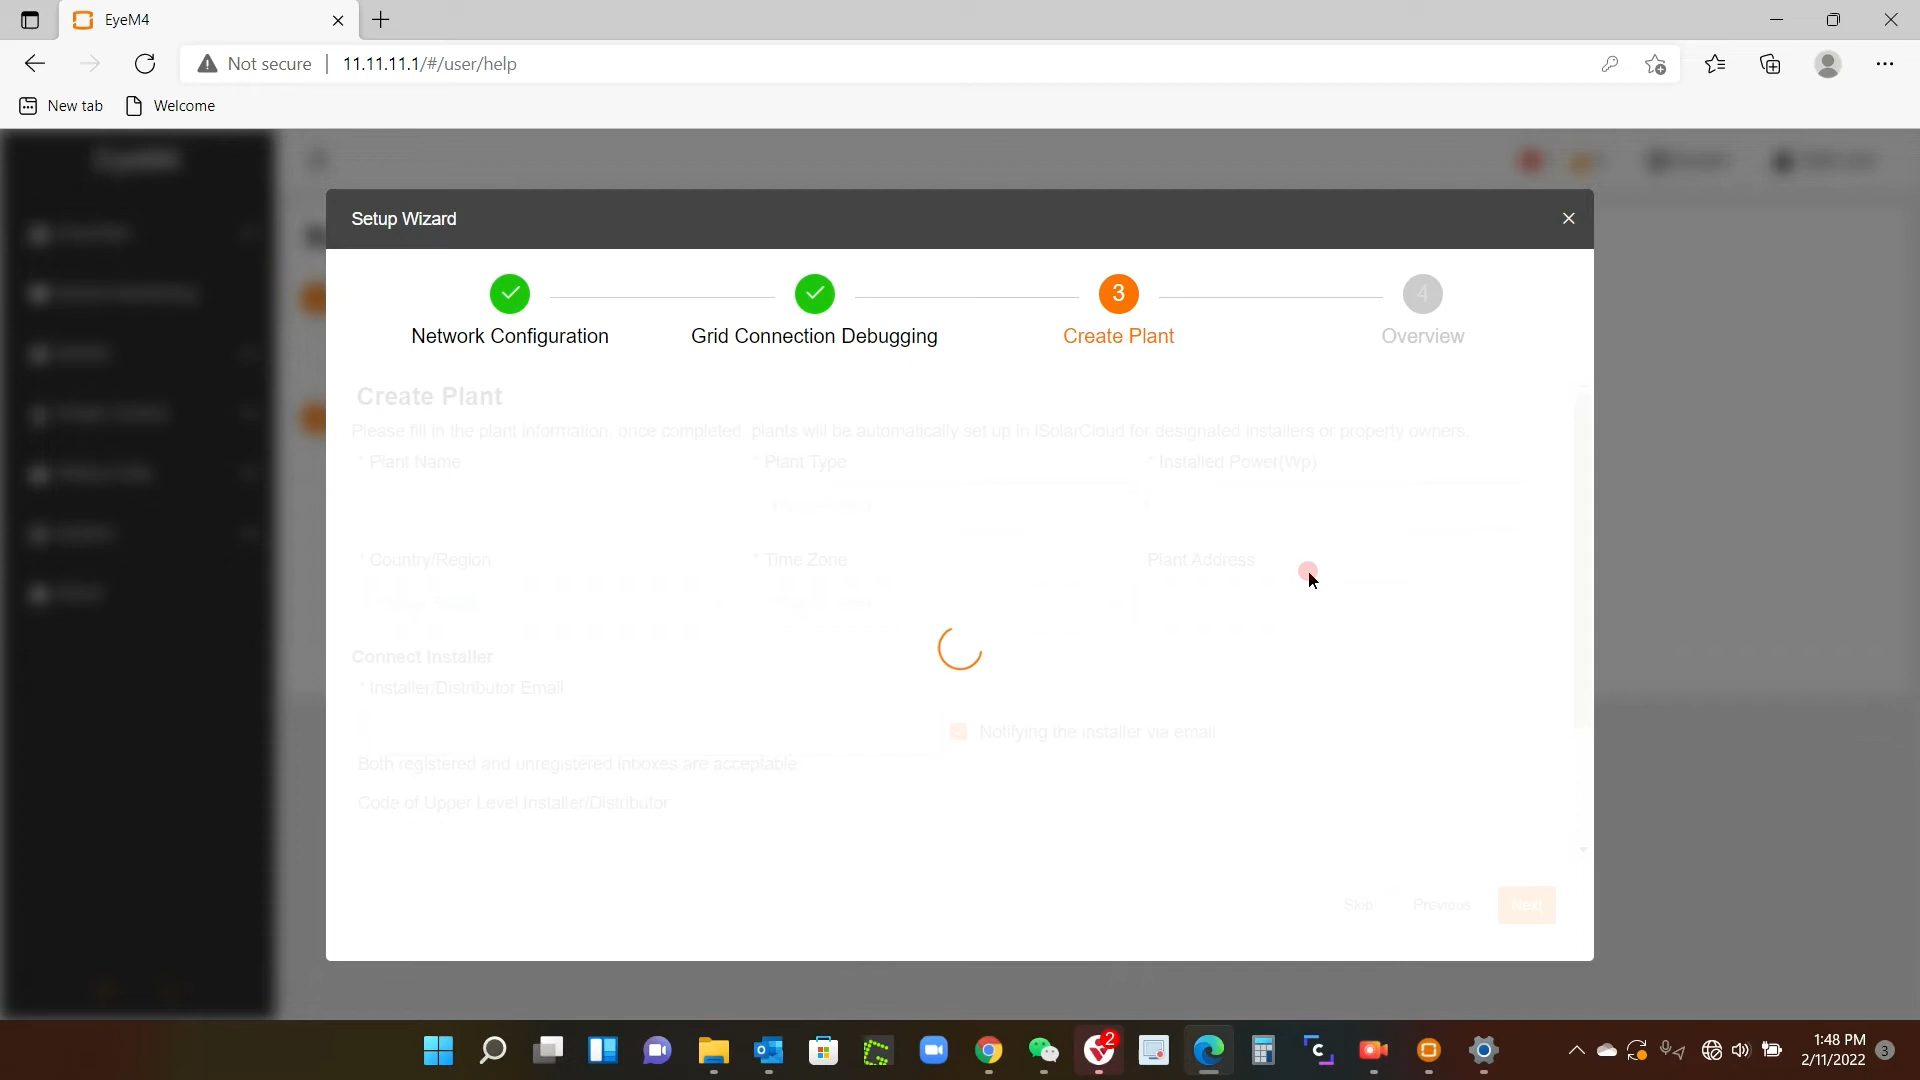 EyeM4
Not secure | 11.11.11.1/#/user/help
New tab
Welcome
Setup Wizard
3
4
Network Configuration
Grid Connection Debugging
Create Plant
Overview
Create Plant
Please fill in the plant information, once completed, plants will be automatically set up in iSolarCloud for designated installers or property owners.
* Plant Name
* Plant Type
* Installed Power(Wp)
* Country/Region
* Time Zone
Plant Address
Connect Installer
* Installer/Distributor Email
Notifying the installer via email
Both registered and unregistered inboxes are acceptable
Code of Upper Level Installer/Distributor
Skip
Previous
Next
2
1:48 PM
2/11/2022
3